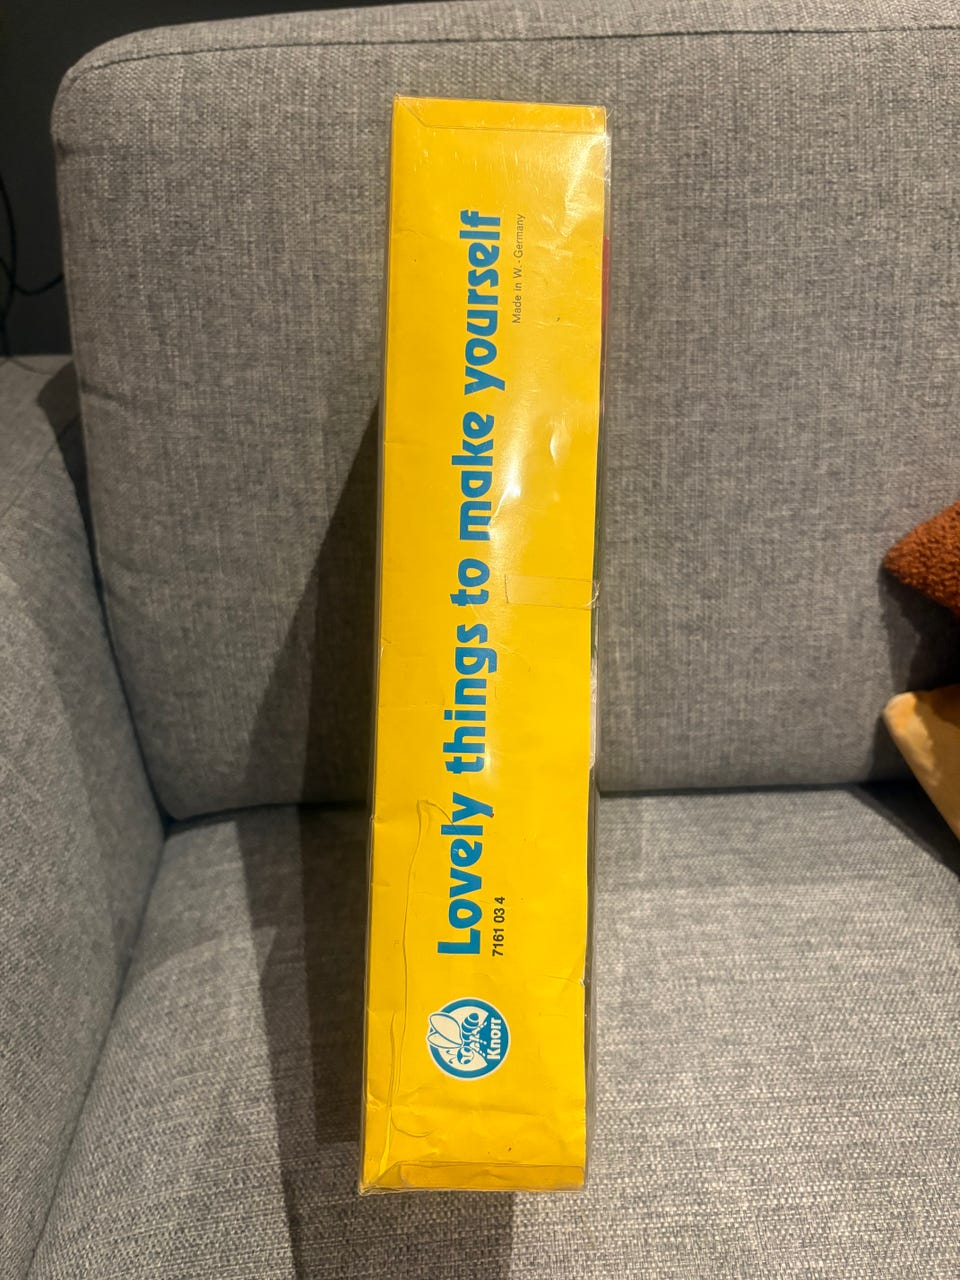 Lovely things to make yourself
7161 03 4
Made in W.-Germany
Knorr